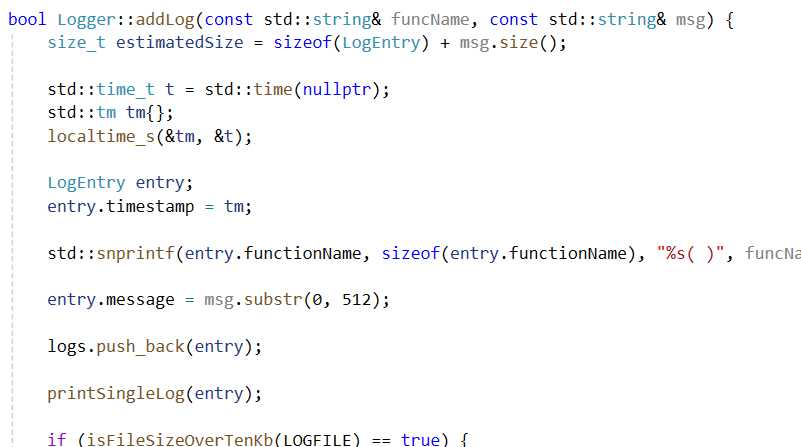 bool Logger::addLog(const std::string& funcName, const std::string& msg) {
size_t estimatedSize = sizeof(LogEntry) + msg.size();
std::time_t t = std::time(nullptr);
std::tm tm{};
localtime_s(&tm, &t);
LogEntry entry;
entry.timestamp = tm;
std::snprintf(entry.functionName, sizeof(entry.functionName), "%s( )", funcNa
entry.message = msg.substr(0, 512);
logs.push_back(entry);
printSingleLog(entry);
if (isFileSizeOverTenKb(LOGFILE) == true) {